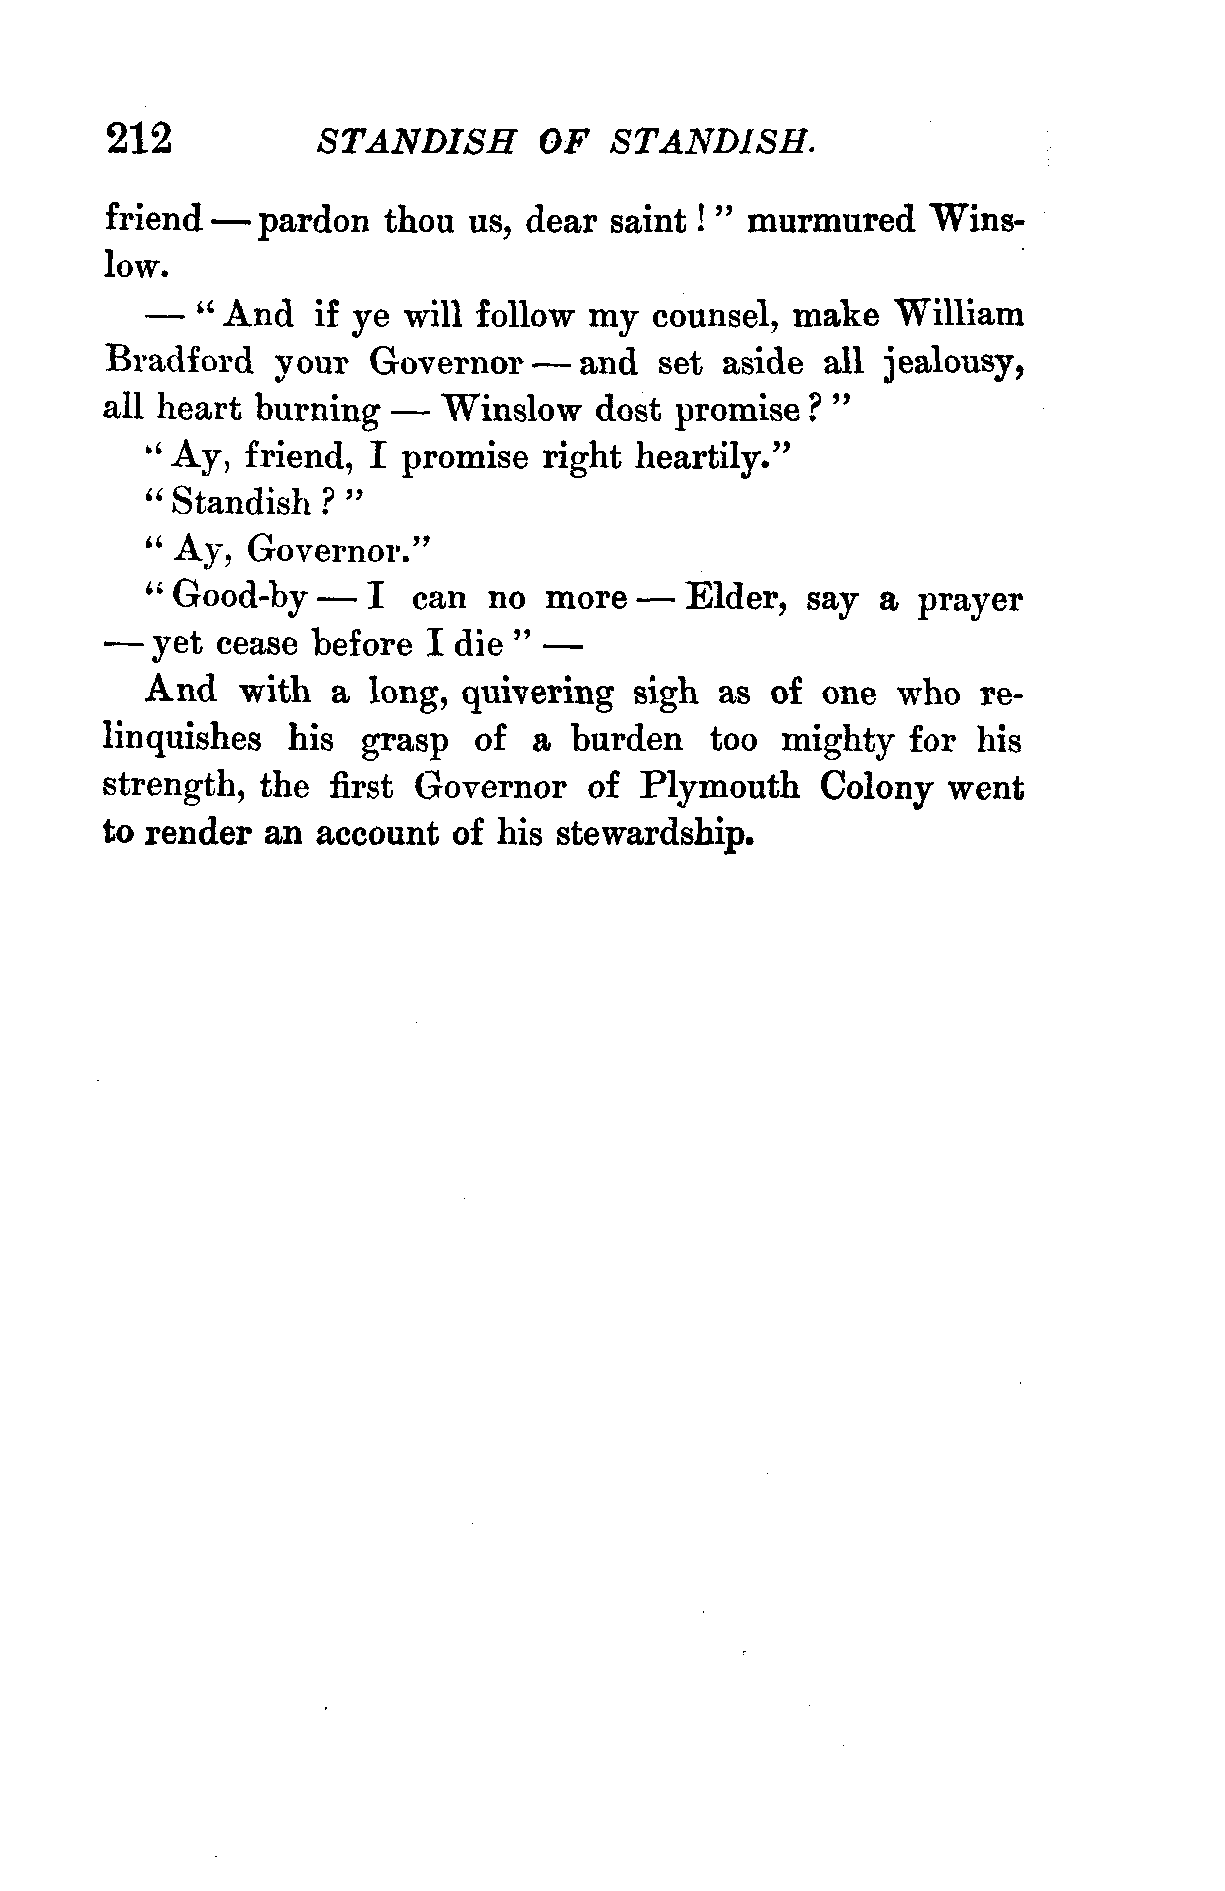 212 STANDISH OF STANDISH.
friend — pardon thou us, dear saint ! ” murmured Wins-
low.
— “ And if ye will follow my counsel, make William
Bradford your Governor — and set aside all jealousy,
all heart burning — Winslow dost promise ? ”
“ Ay, friend, I promise right heartily.”
“ Standish ? ”
“ Ay, Governor.”
“ Good-by — I can no more — Elder, say a prayer
— yet cease before I die ” —
And with a long, quivering sigh as of one who re-
linquishes his grasp of a burden too mighty for his
strength, the first Governor of Plymouth Colony went
to render an account of his stewardship.